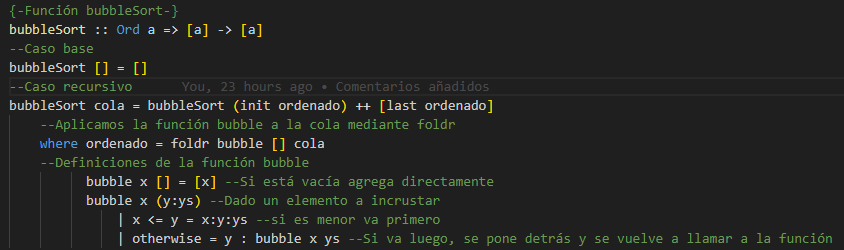 {-Función bubbleSort-}
bubbleSort :: Ord a => [a] -> [a]
--Caso base
bubbleSort [] = []
--Caso recursivo You, 23 hours ago • Comentarios añadidos
bubbleSort cola = bubbleSort (init ordenado) ++ [last ordenado]
--Aplicamos la función bubble a la cola mediante foldr
where ordenado = foldr bubble [] cola
--Definiciones de la función bubble
bubble x [] = [x] --Si está vacía agrega directamente
bubble x (y:ys) --Dado un elemento a incrustar
| x <= y = x:y:ys --si es menor va primero
| otherwise = y : bubble x ys --Si va luego, se pone detrás y se vuelve a llamar a la función